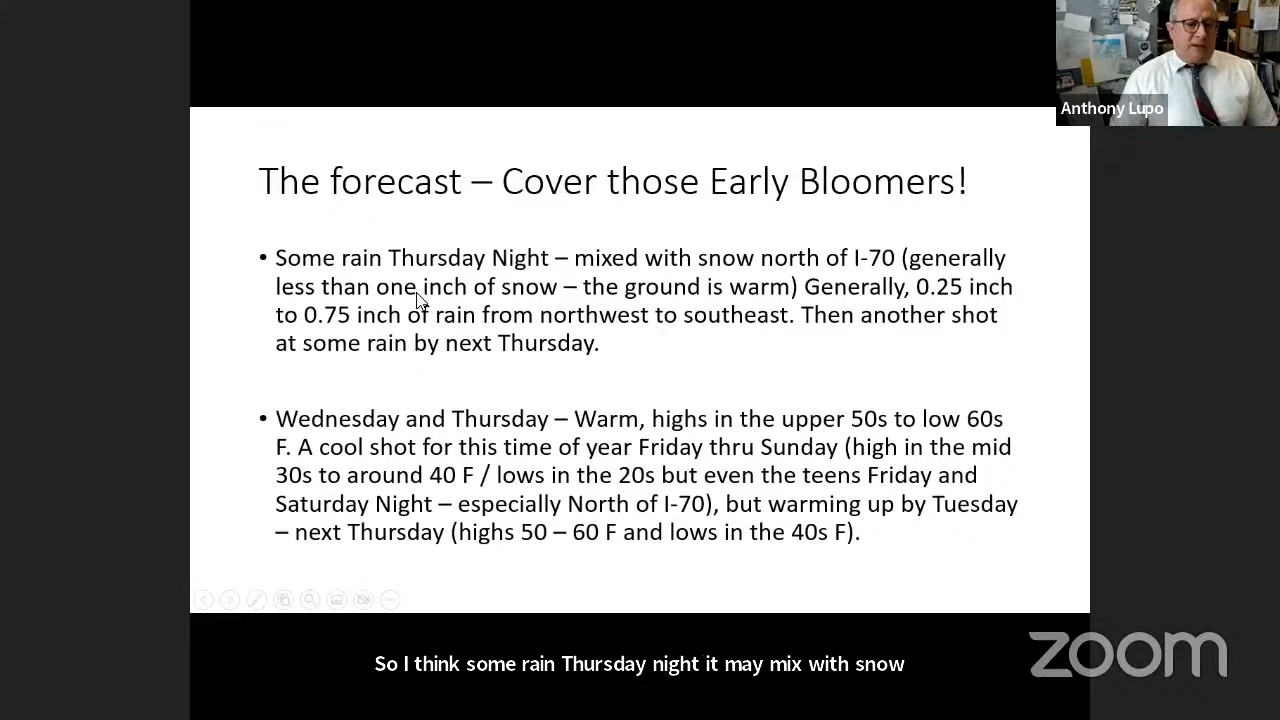 Anthony Lupo
The forecast – Cover those Early Bloomers!
• Some rain Thursday Night – mixed with snow north of I-70 (generally
less than one inch of snow – the ground is warm) Generally, 0.25 inch
to 0.75 inch of rain from northwest to southeast. Then another shot
at some rain by next Thursday.
• Wednesday and Thursday – Warm, highs in the upper 50s to low 60s
F. A cool shot for this time of year Friday thru Sunday (high in the mid
30s to around 40 F / lows in the 20s but even the teens Friday and
Saturday Night – especially North of I-70), but warming up by Tuesday
– next Thursday (highs 50 – 60 F and lows in the 40s F).
So I think some rain Thursday night it may mix with snow
zoom